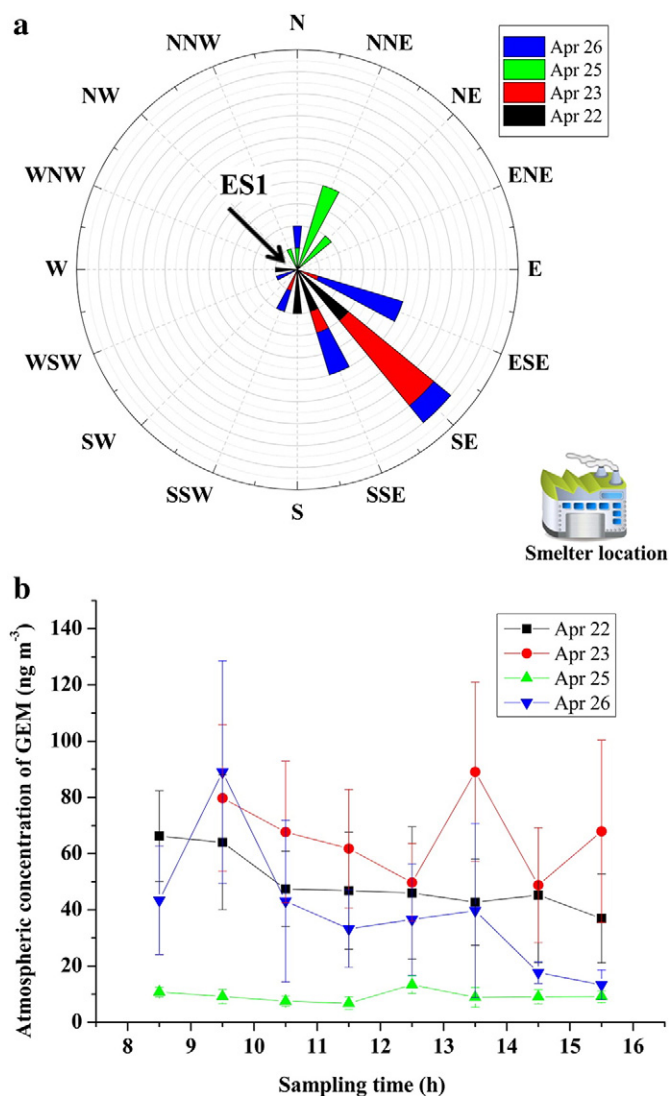 a
N
NNW
NNE
NW
NE
WNW
ENE
ES1
W
E
WSW
ESE
SW
SE
SSW
SSE
S
Apr 26
Apr 25
Apr 23
Apr 22
Smelter location
b
Atmospheric concentration of GEM (ng m⁻³)
140
120
100
80
60
40
20
0
Apr 22
Apr 23
Apr 25
Apr 26
8 9 10 11 12 13 14 15 16
Sampling time (h)